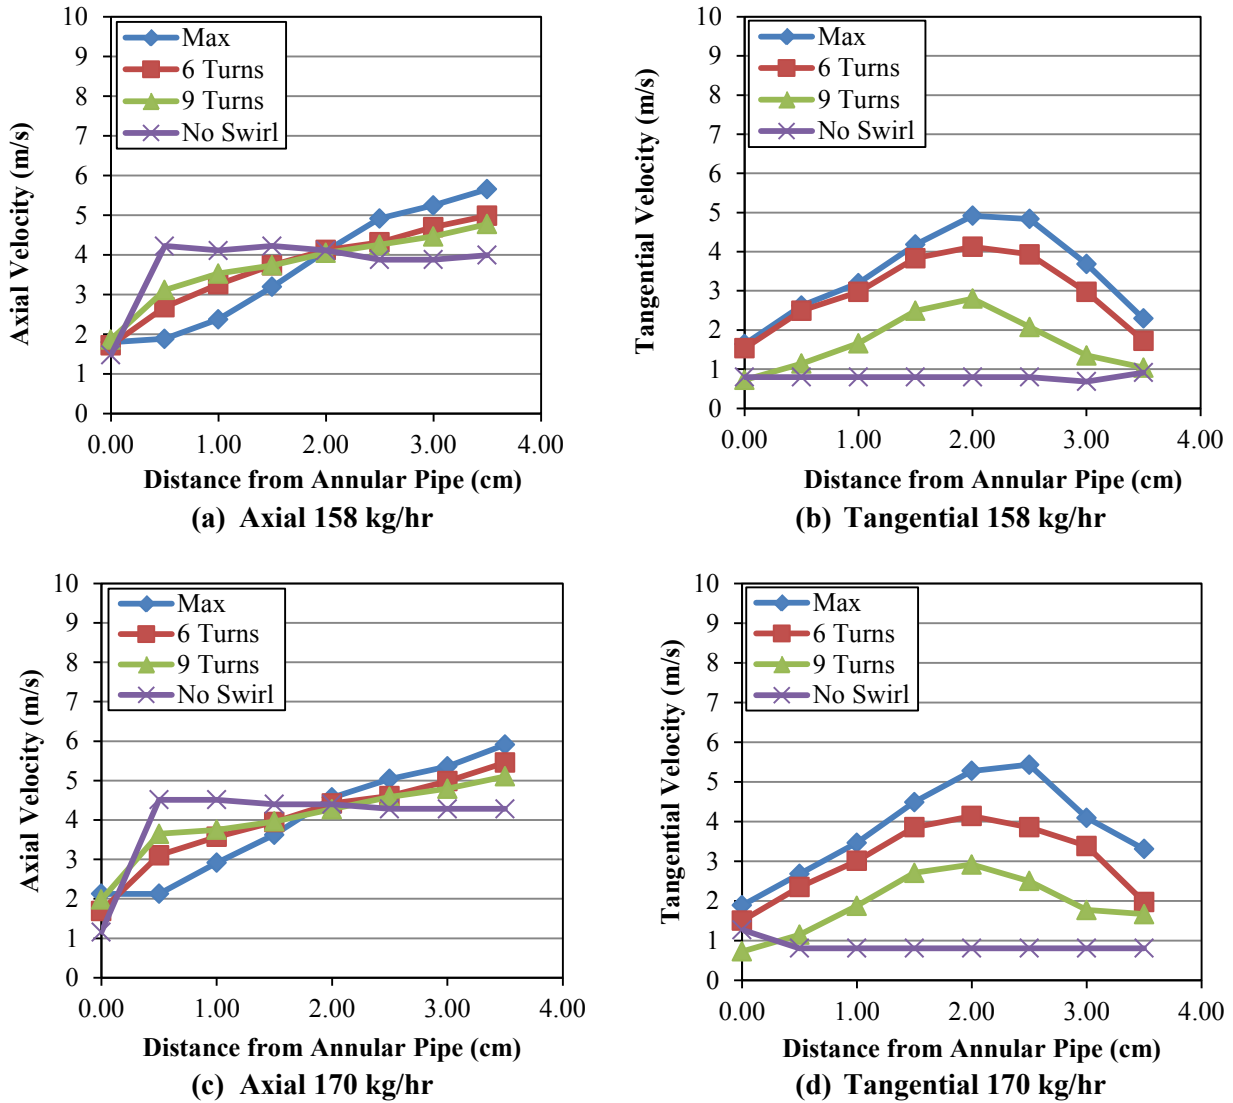 10
9
8
7
6
5
4
3
2
1
0
Axial Velocity (m/s)
Max
6 Turns
9 Turns
No Swirl
0.00 1.00 2.00 3.00 4.00
Distance from Annular Pipe (cm)
(a) Axial 158 kg/hr
10
9
8
7
6
5
4
3
2
1
0
Tangential Velocity (m/s)
Max
6 Turns
9 Turns
No Swirl
0.00 1.00 2.00 3.00 4.00
Distance from Annular Pipe (cm)
(b) Tangential 158 kg/hr
10
9
8
7
6
5
4
3
2
1
0
Axial Velocity (m/s)
Max
6 Turns
9 Turns
No Swirl
0.00 1.00 2.00 3.00 4.00
Distance from Annular Pipe (cm)
(c) Axial 170 kg/hr
10
9
8
7
6
5
4
3
2
1
0
Tangential Velocity (m/s)
Max
6 Turns
9 Turns
No Swirl
0.00 1.00 2.00 3.00 4.00
Distance from Annular Pipe (cm)
(d) Tangential 170 kg/hr